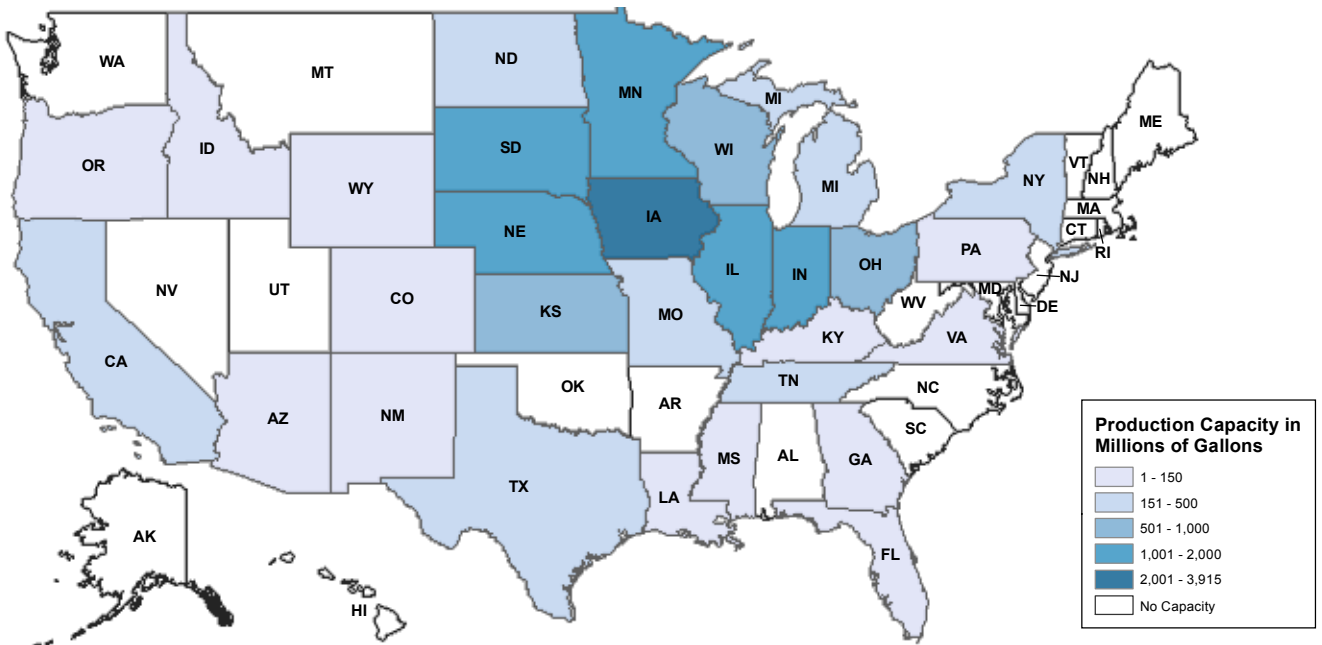 WA
MT
ND
MN
MI
ME
OR
ID
WY
SD
WI
MI
NY
VT
NH
MA
CT
RI
IA
NE
PA
NJ
NV
UT
CO
KS
MO
IL
IN
OH
WV
MD
DE
CA
KY
VA
AZ
NM
OK
AR
TN
NC
SC
TX
LA
MS
AL
GA
FL
AK
HI
Production Capacity in
Millions of Gallons
1 - 150
151 - 500
501 - 1,000
1,001 - 2,000
2,001 - 3,915
No Capacity